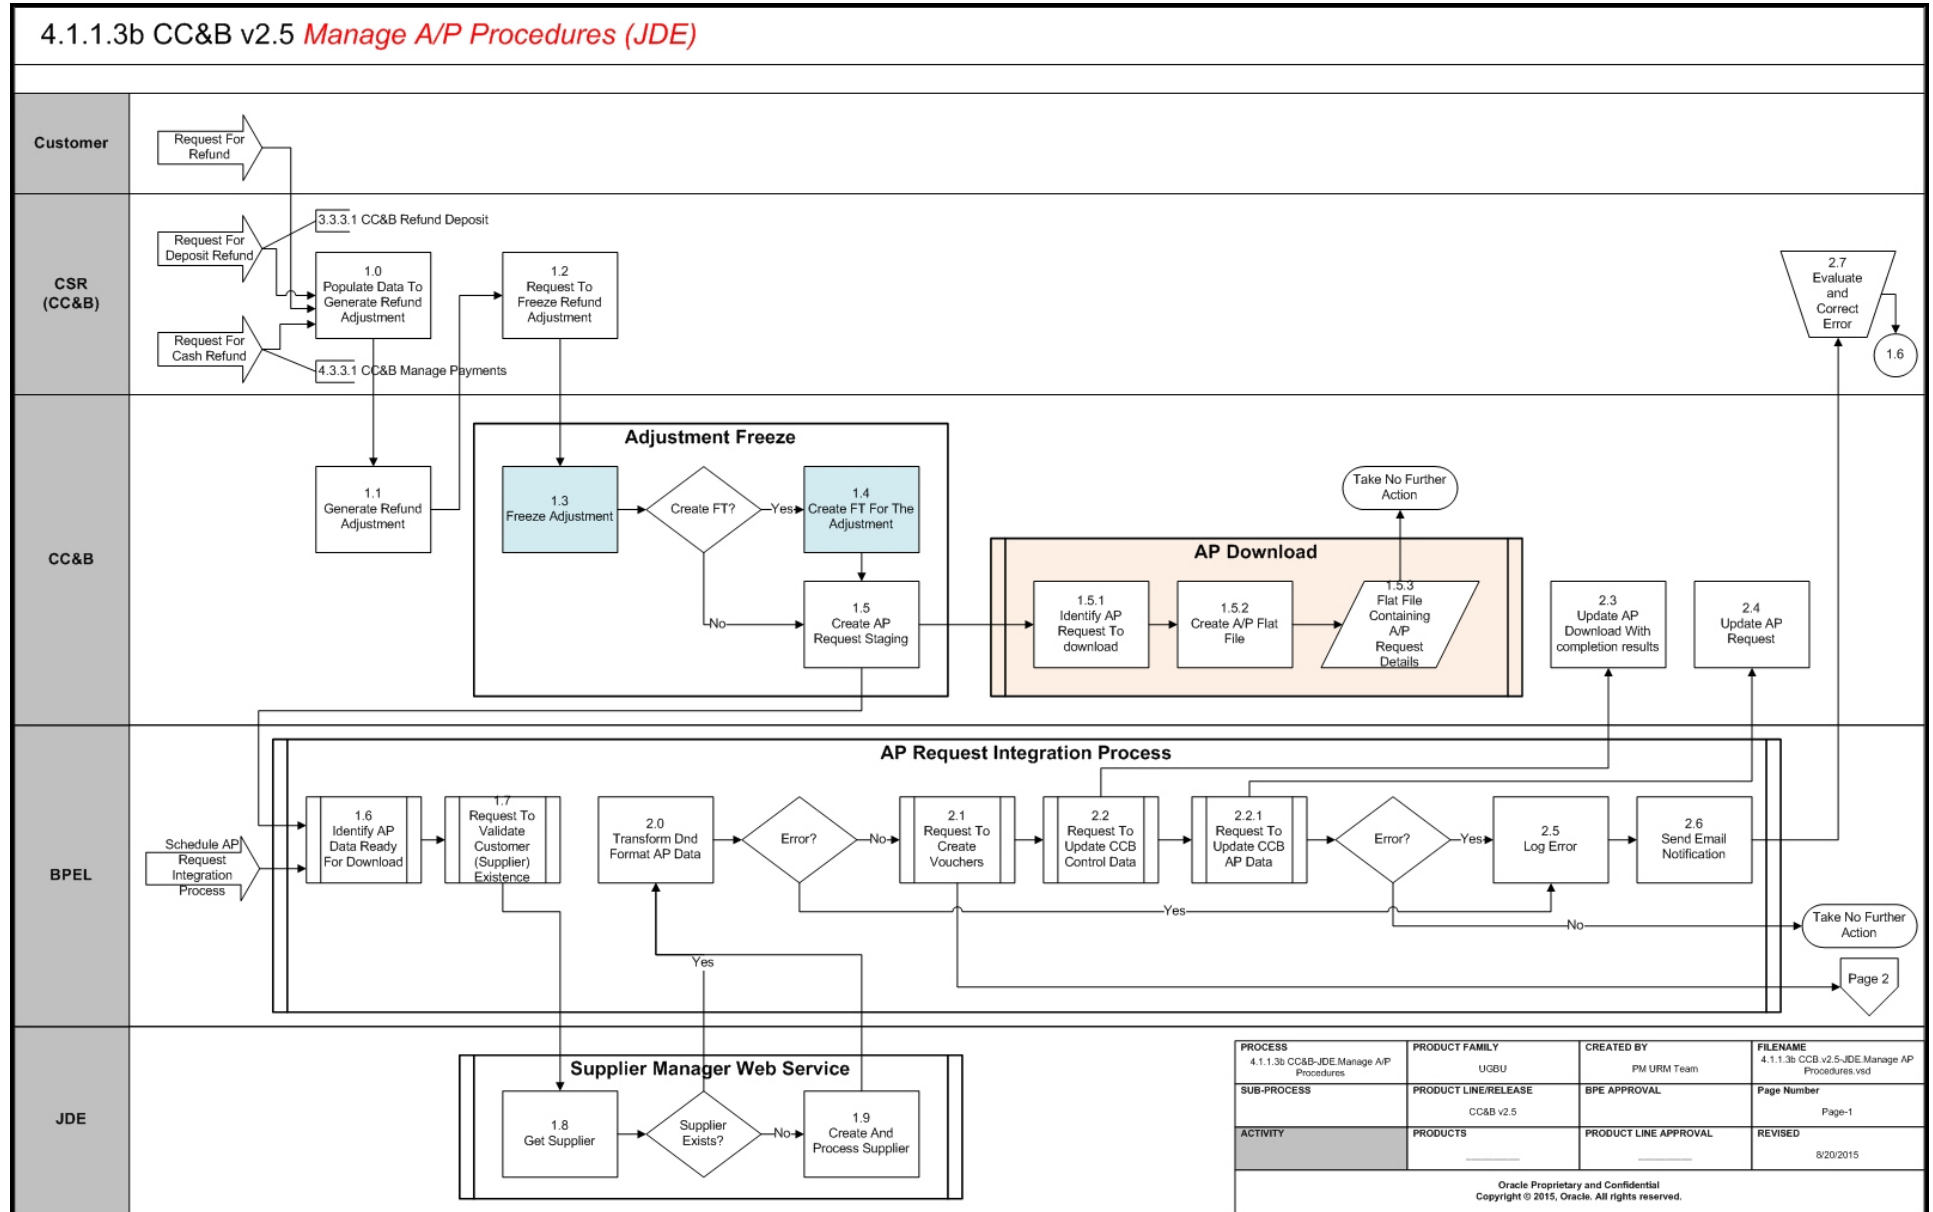 4.1.1.3b CC&B v2.5 Manage A/P Procedures (JDE)
Customer
Request For
Refund
CSR
(CC&B)
Request For
Deposit Refund
3.3.3.1 CC&B Refund Deposit
Request For
Cash Refund
4.3.3.1 CC&B Manage Payments
1.0
Populate Data To
Generate Refund
Adjustment
1.2
Request To
Freeze Refund
Adjustment
2.7
Evaluate
and
Correct
Error
1.6
CC&B
1.1
Generate Refund
Adjustment
Adjustment Freeze
1.3
Freeze Adjustment
Create FT?
Yes
1.4
Create FT For The
Adjustment
No
1.5
Create AP
Request Staging
AP Download
1.5.1
Identify AP
Request To
download
1.5.2
Create A/P Flat
File
1.5.3
Flat File
Containing
A/P
Request
Details
Take No Further
Action
2.3
Update AP
Download With
completion results
2.4
Update AP
Request
BPEL
Schedule AP
Request
Integration
Process
AP Request Integration Process
1.6
Identify AP
Data Ready
For Download
1.7
Request To
Validate
Customer
(Supplier)
Existence
2.0
Transform Dnd
Format AP Data
Error?
No
2.1
Request To
Create
Vouchers
2.2
Request To
Update CCB
Control Data
2.2.1
Request To
Update CCB
AP Data
Error?
Yes
2.5
Log Error
2.6
Send Email
Notification
Yes
No
Take No Further
Action
Page 2
Yes
JDE
Supplier Manager Web Service
1.8
Get Supplier
Supplier
Exists?
No
1.9
Create And
Process Supplier
PROCESS
4.1.1.3b CC&B-JDE.Manage A/P
Procedures
PRODUCT FAMILY
UGBU
CREATED BY
PM URM Team
FILENAME
4.1.1.3b CCB.v2.5-JDE.Manage AP
Procedures.vsd
SUB-PROCESS
PRODUCT LINE/RELEASE
CC&B v2.5
BPE APPROVAL
Page Number
Page-1
ACTIVITY
PRODUCTS
PRODUCT LINE APPROVAL
REVISED
8/20/2015
Oracle Proprietary and Confidential
Copyright © 2015, Oracle. All rights reserved.